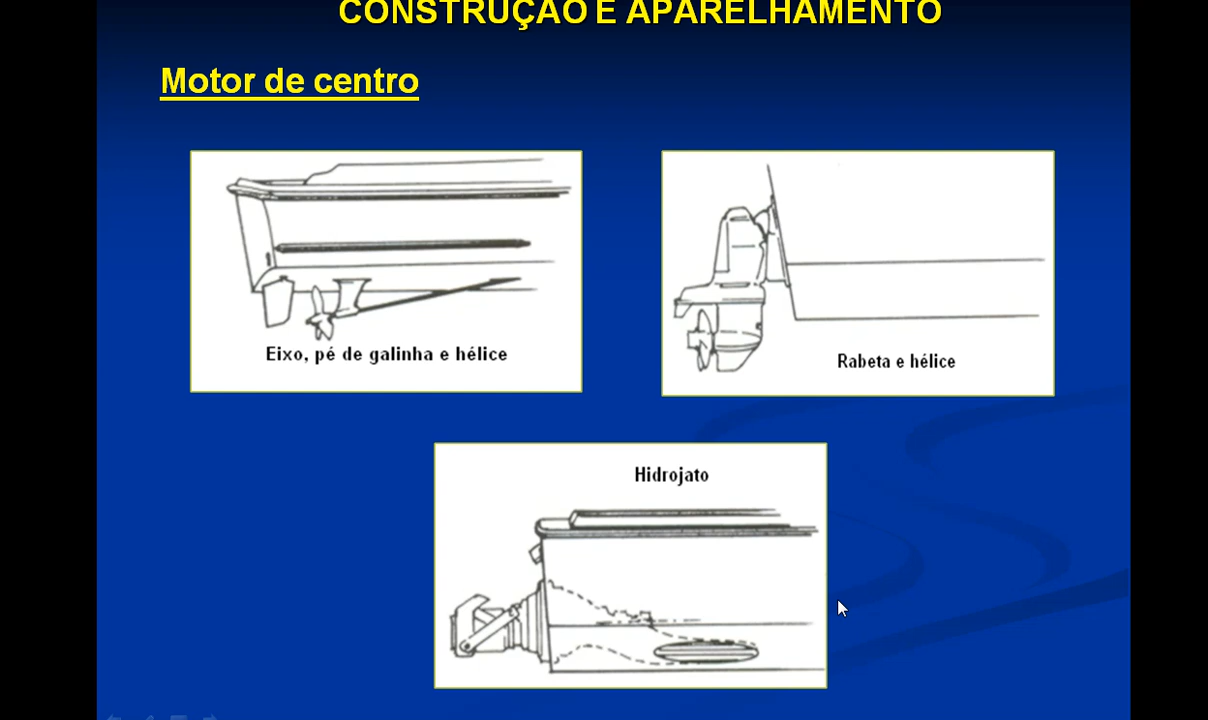 CONSTRUÇÃO E APARELHAMENTO
Motor de centro
Eixo, pé de galinha e hélice
Rabeta e hélice
Hidrojato